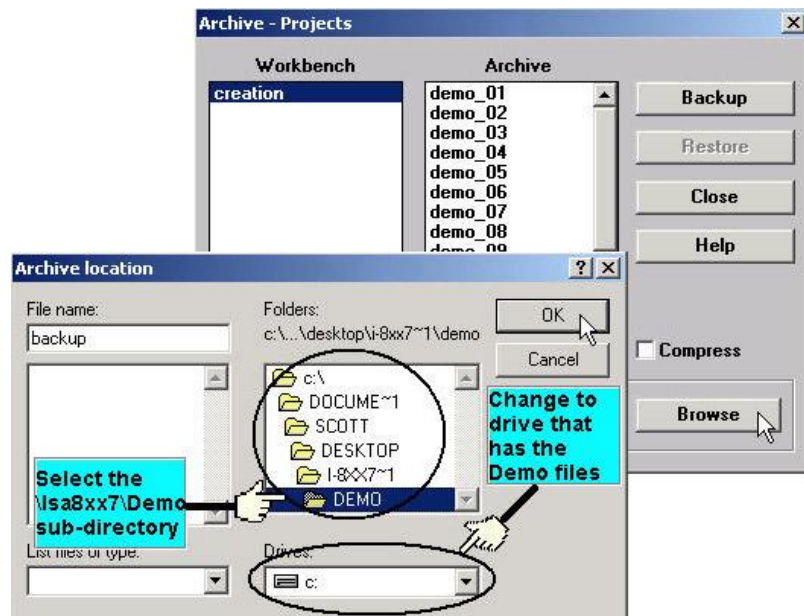 Archive - Projects
Workbench
Archive
creation
demo_01
demo_02
demo_03
demo_04
demo_05
demo_06
demo_07
demo_08
demo_09
Backup
Restore
Close
Help
Compress
Browse
Archive location
File name:
backup
Folders:
c:\...\desktop\i-8xx7~1\demo
OK
Cancel
c:\
DOCUME~1
SCOTT
DESKTOP
I-8XX7~1
DEMO
Change to
drive that
has the
Demo files
Select the
\Isa8xx7\Demo
sub-directory
List files of type:
Drives:
c: